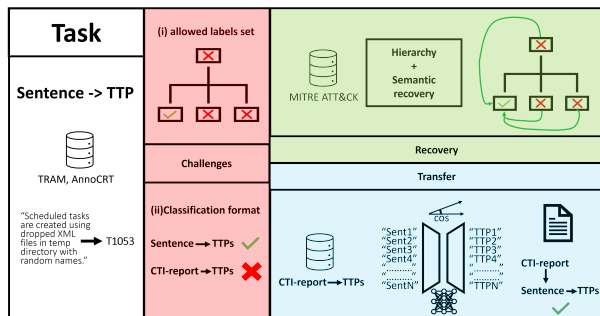 Task
Sentence -> TTP
TRAM, AnnoCRT
"Scheduled tasks
are created using
dropped XML
files in temp
directory with
random names."
T1053
(i) allowed labels set
Challenges
(ii)Classification format
Sentence
TTPs
CTI-report
TTPs
MITRE ATT&CK
Hierarchy
+
Semantic
recovery
Recovery
Transfer
CTI-report
TTPs
"Sent1
"Sent2
"Sent3
"Sent4"
"........"
"........"
"SentN"
cos
"TTP1"
"TTP2"
"TTP3"
"TTP4"
"........"
"........"
"TTPN"
CTI-report
Sentence
TTPs